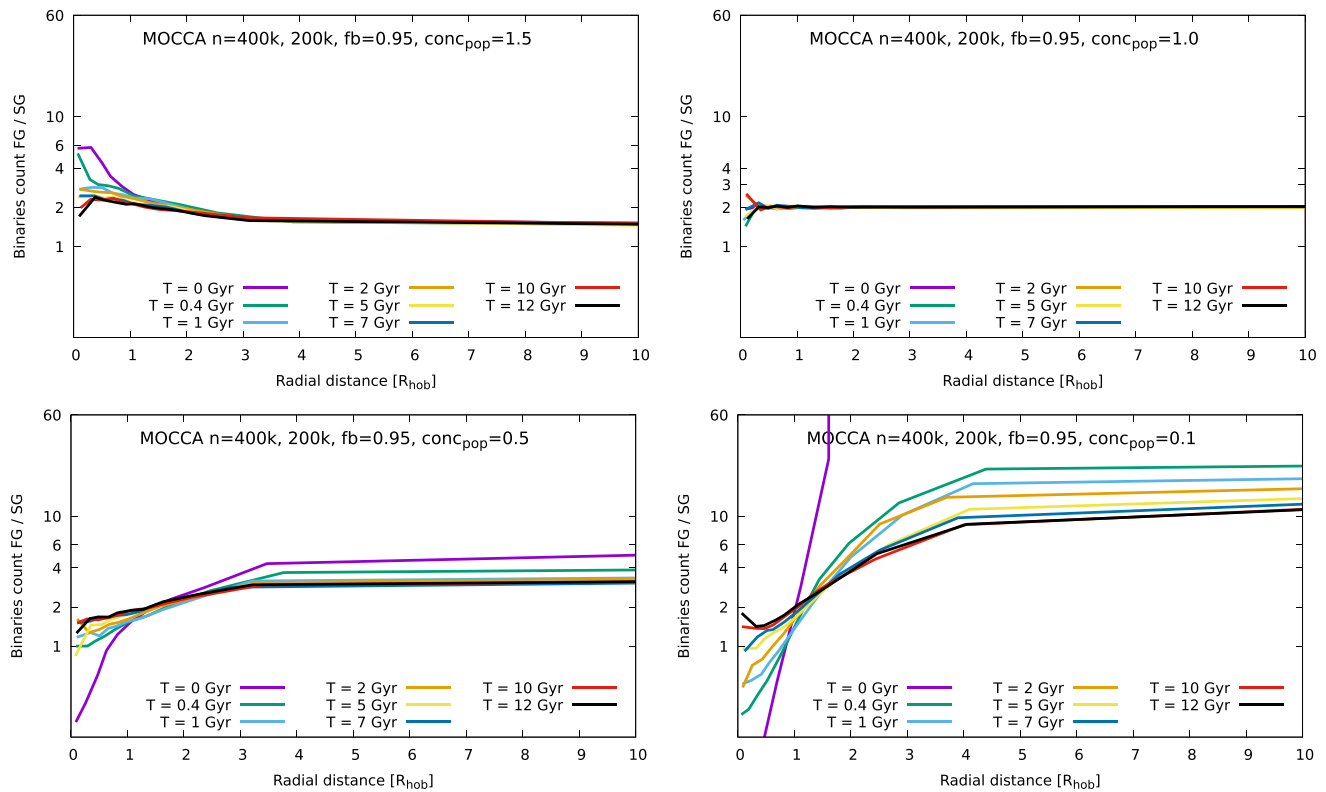 MOCCA n=400k, 200k, fb=0.95, conc_pop=1.5
Binaries count FG / SG
60
10
6
4
2
1
T = 0 Gyr
T = 0.4 Gyr
T = 1 Gyr
T = 2 Gyr
T = 5 Gyr
T = 7 Gyr
T = 10 Gyr
T = 12 Gyr
0 1 2 3 4 5 6 7 8 9 10
Radial distance [R_hob]
MOCCA n=400k, 200k, fb=0.95, conc_pop=1.0
Binaries count FG / SG
60
10
4
3
2
1
T = 0 Gyr
T = 0.4 Gyr
T = 1 Gyr
T = 2 Gyr
T = 5 Gyr
T = 7 Gyr
T = 10 Gyr
T = 12 Gyr
0 1 2 3 4 5 6 7 8 9 10
Radial distance [R_hob]
MOCCA n=400k, 200k, fb=0.95, conc_pop=0.5
Binaries count FG / SG
60
10
6
4
2
1
T = 0 Gyr
T = 0.4 Gyr
T = 1 Gyr
T = 2 Gyr
T = 5 Gyr
T = 7 Gyr
T = 10 Gyr
T = 12 Gyr
0 1 2 3 4 5 6 7 8 9 10
Radial distance [R_hob]
MOCCA n=400k, 200k, fb=0.95, conc_pop=0.1
Binaries count FG / SG
60
10
6
4
2
1
T = 0 Gyr
T = 0.4 Gyr
T = 1 Gyr
T = 2 Gyr
T = 5 Gyr
T = 7 Gyr
T = 10 Gyr
T = 12 Gyr
0 1 2 3 4 5 6 7 8 9 10
Radial distance [R_hob]